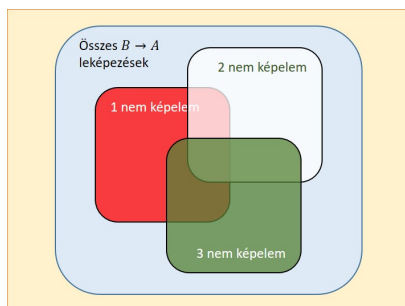 Összes B → A
leképezések
2 nem képelem
1 nem képelem
3 nem képelem